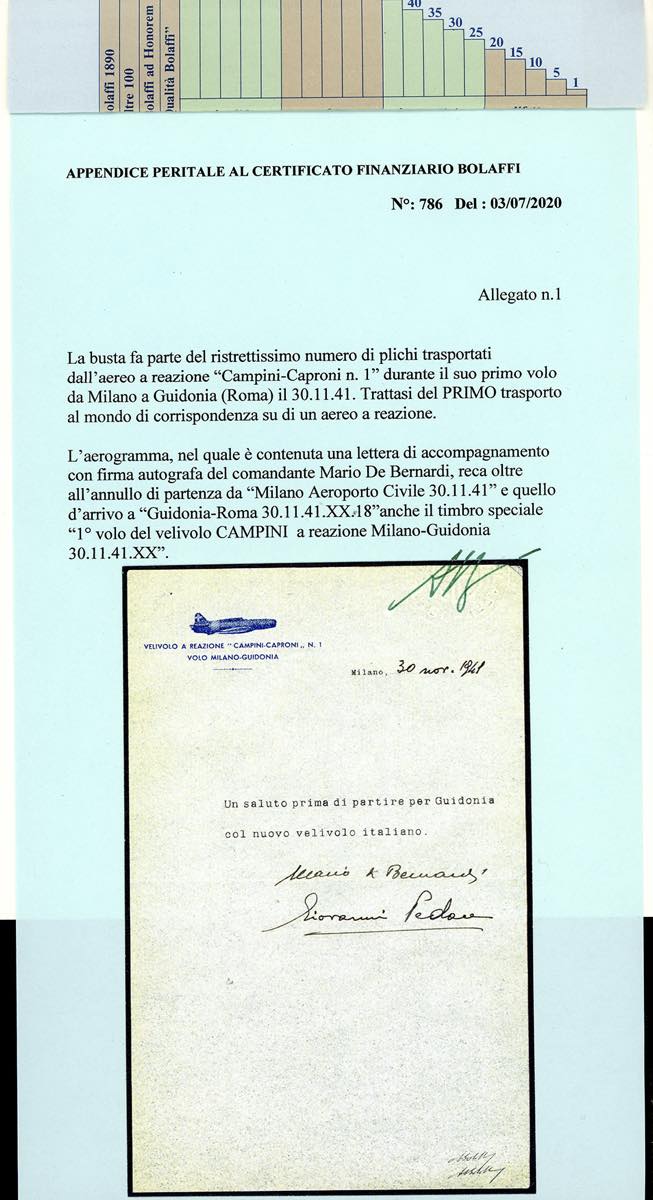 olaffi 1890
ltre 100
olaffi ad Honorem
ualità Bolaffi”
40
35
30
25
20
15
10
5
1
APPENDICE PERITALE AL CERTIFICATO FINANZIARIO BOLAFFI
N°: 786 Del : 03/07/2020
Allegato n.1
La busta fa parte del ristrettissimo numero di plichi trasportati
dall’aereo a reazione “Campini-Caproni n. 1” durante il suo primo volo
da Milano a Guidonia (Roma) il 30.11.41. Trattasi del PRIMO trasporto
al mondo di corrispondenza su di un aereo a reazione.
L’aerogramma, nel quale è contenuta una lettera di accompagnamento
con firma autografa del comandante Mario De Bernardi, reca oltre
all’annullo di partenza da “Milano Aeroporto Civile 30.11.41” e quello
d’arrivo a “Guidonia-Roma 30.11.41.XX.18”anche il timbro speciale
“1° volo del velivolo CAMPINI a reazione Milano-Guidonia
30.11.41.XX”.
VELIVOLO A REAZIONE “CAMPINI-CAPRONI„ N. 1
VOLO MILANO-GUIDONIA
Milano, 30 nov. 1941
Un saluto prima di partire per Guidonia
col nuovo velivolo italiano.
Mario de Bernardi
Giovanni Pedace